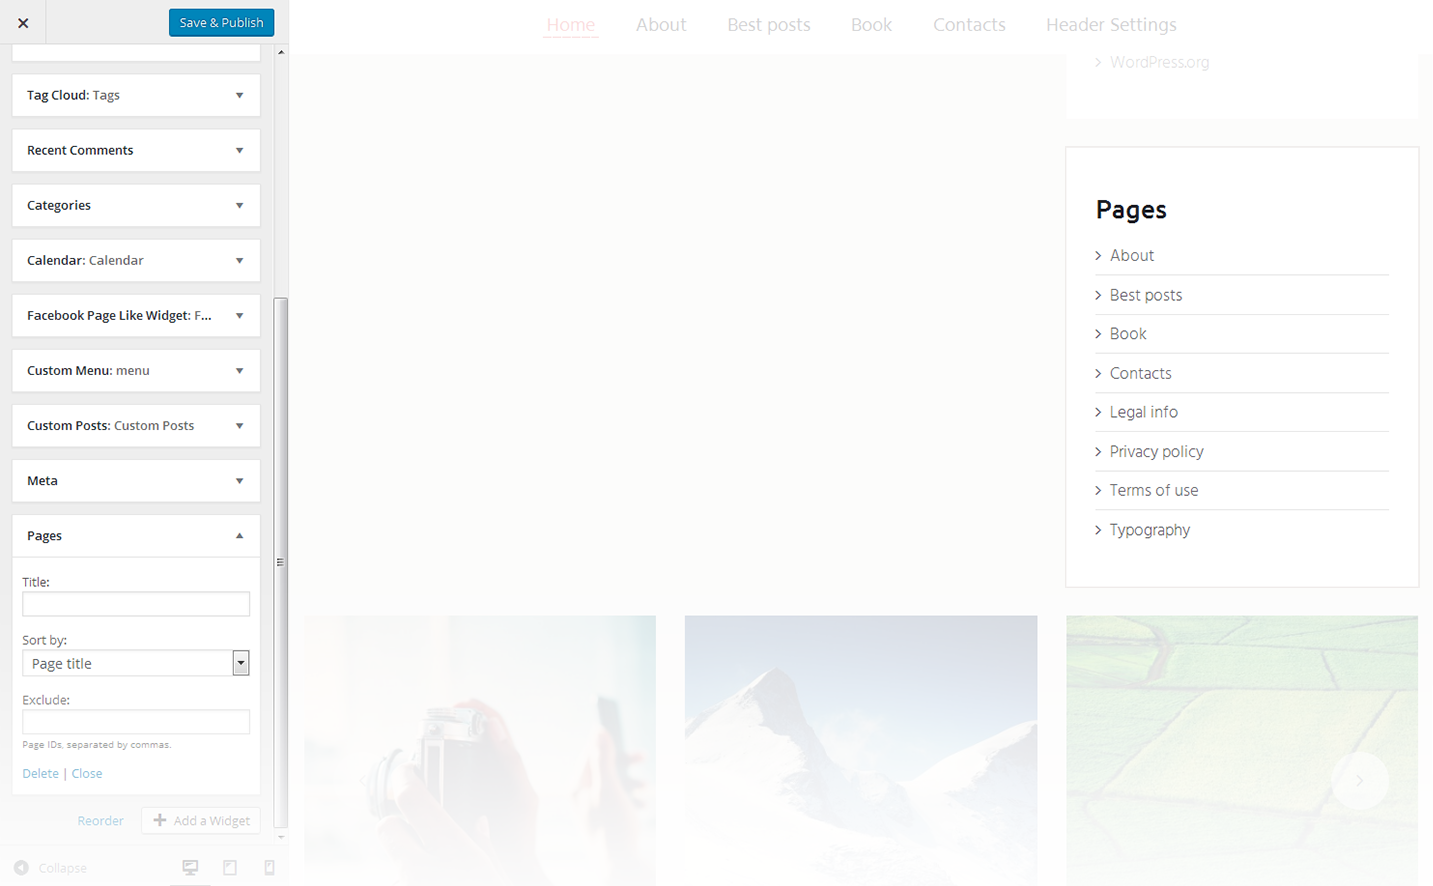 Save & Publish
Tag Cloud: Tags
Recent Comments
Categories
Calendar: Calendar
Facebook Page Like Widget: F...
Custom Menu: menu
Custom Posts: Custom Posts
Meta
Pages
Title:
Sort by:
Page title
Exclude:
Page IDs, separated by commas.
Delete | Close
Reorder
Add a Widget
Collapse
Home About Best posts Book Contacts Header Settings
WordPress.org
Pages
About
Best posts
Book
Contacts
Legal info
Privacy policy
Terms of use
Typography